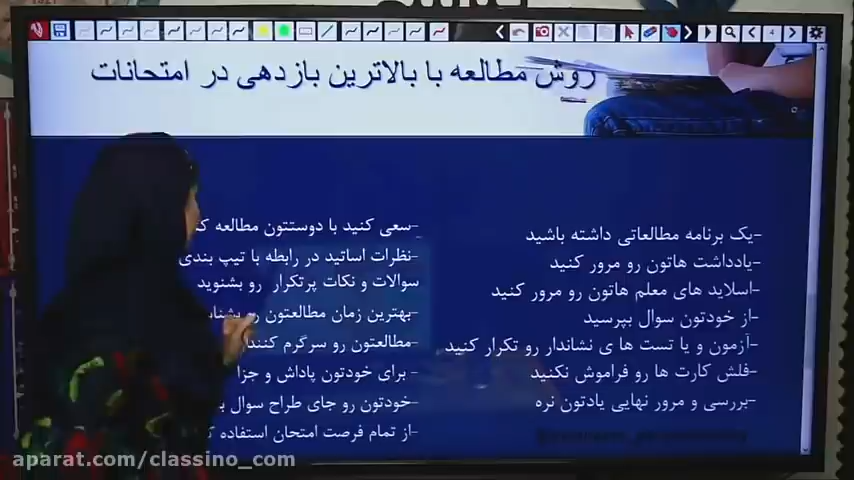 روش مطالعه با بالاترین بازدهی در امتحانات
-یک برنامه مطالعاتی داشته باشید
-یادداشت هاتون رو مرور کنید
-اسلاید های معلم هاتون رو مرور کنید
-از خودتون سوال بپرسید
-آزمون و یا تست ها ی نشاندار رو تکرار کنید
-فلش کارت ها رو فراموش نکنید
-بررسی و مرور نهایی یادتون نره
-سعی کنید با دوستتون مطالعه
-نظرات اساتید در رابطه با تیپ بندی
سوالات و نکات پرتکرار رو بشنوید
-بهترین زمان مطالعتون رو
-مطالعتون رو سرگرم کننده
- برای خودتون پاداش و جزا
-خودتون رو جای طراح سوال
-از تمام فرصت امتحان استفاده
aparat.com/classino_com